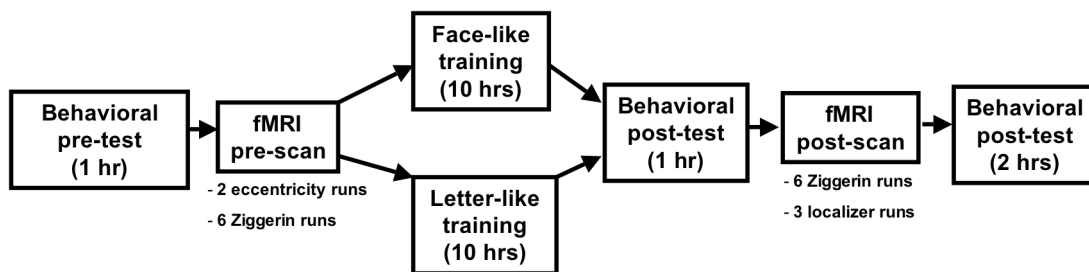 Behavioral
pre-test
(1 hr)
fMRI
pre-scan
- 2 eccentricity runs
- 6 Ziggerin runs
Face-like
training
(10 hrs)
Letter-like
training
(10 hrs)
Behavioral
post-test
(1 hr)
fMRI
post-scan
- 6 Ziggerin runs
- 3 localizer runs
Behavioral
post-test
(2 hrs)